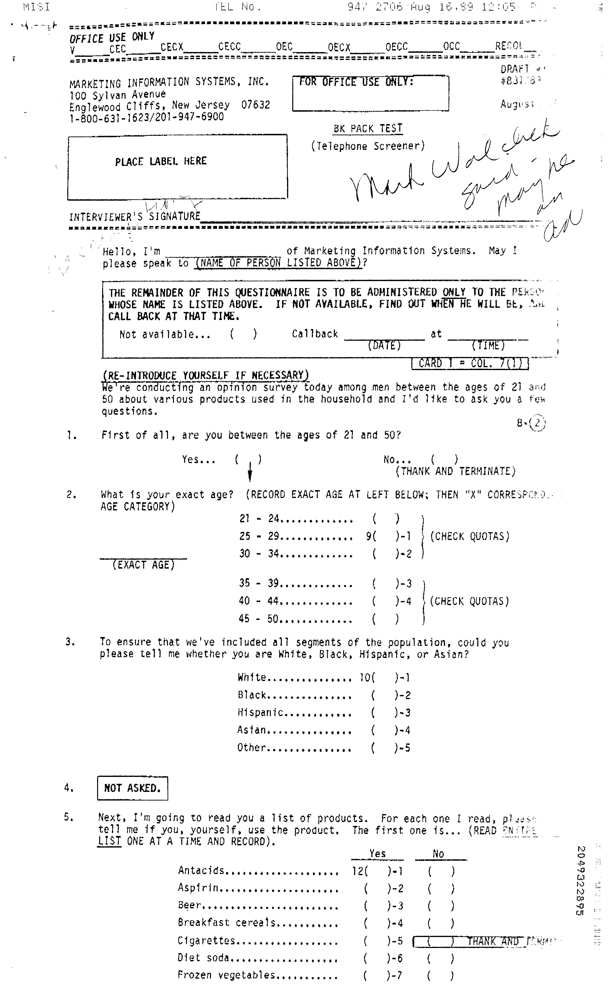 MISI TEL No. 947 2706 Aug 16,89 12:05
OFFICE USE ONLY
V____CEC____CECX____CECC____OEC____OECX____OECC____OCC____RECOL__
DRAFT #
#831789
MARKETING INFORMATION SYSTEMS, INC.
100 Sylvan Avenue
Englewood Cliffs, New Jersey 07632
1-800-631-1623/201-947-6900
FOR OFFICE USE ONLY:
August
BK PACK TEST
(Telephone Screener)
PLACE LABEL HERE
Mark Walchek
said -
maybe
an
ad
INTERVIEWER'S SIGNATURE
Hello, I'm ____________ of Marketing Information Systems. May I
please speak to (NAME OF PERSON LISTED ABOVE)?
THE REMAINDER OF THIS QUESTIONNAIRE IS TO BE ADMINISTERED ONLY TO THE PERSON
WHOSE NAME IS LISTED ABOVE. IF NOT AVAILABLE, FIND OUT WHEN HE WILL BE, AND
CALL BACK AT THAT TIME.
Not available... ( ) Callback ____________ at ____________
(DATE) (TIME)
CARD 1 = COL. 7(1)
(RE-INTRODUCE YOURSELF IF NECESSARY)
We're conducting an opinion survey today among men between the ages of 21 and
50 about various products used in the household and I'd like to ask you a few
questions.
8-(2)
1. First of all, are you between the ages of 21 and 50?
Yes... ( ) No... ( )
(THANK AND TERMINATE)
2. What is your exact age? (RECORD EXACT AGE AT LEFT BELOW; THEN "X" CORRESPOND
AGE CATEGORY)
21 - 24............. ( )
25 - 29............. 9( )-1 (CHECK QUOTAS)
30 - 34............. ( )-2
(EXACT AGE)
35 - 39............. ( )-3
40 - 44............. ( )-4 (CHECK QUOTAS)
45 - 50............. ( )
3. To ensure that we've included all segments of the population, could you
please tell me whether you are White, Black, Hispanic, or Asian?
White............... 10( )-1
Black............... ( )-2
Hispanic............ ( )-3
Asian............... ( )-4
Other............... ( )-5
4. NOT ASKED.
5. Next, I'm going to read you a list of products. For each one I read, please
tell me if you, yourself, use the product. The first one is... (READ ENTIRE
LIST ONE AT A TIME AND RECORD).
Yes No
Antacids................... 12( )-1 ( )
Aspirin.................... ( )-2 ( )
Beer....................... ( )-3 ( )
Breakfast cereals.......... ( )-4 ( )
Cigarettes................. ( )-5 ( ) THANK AND TERMI
Diet soda.................. ( )-6 ( )
Frozen vegetables.......... ( )-7 ( )
2049322895